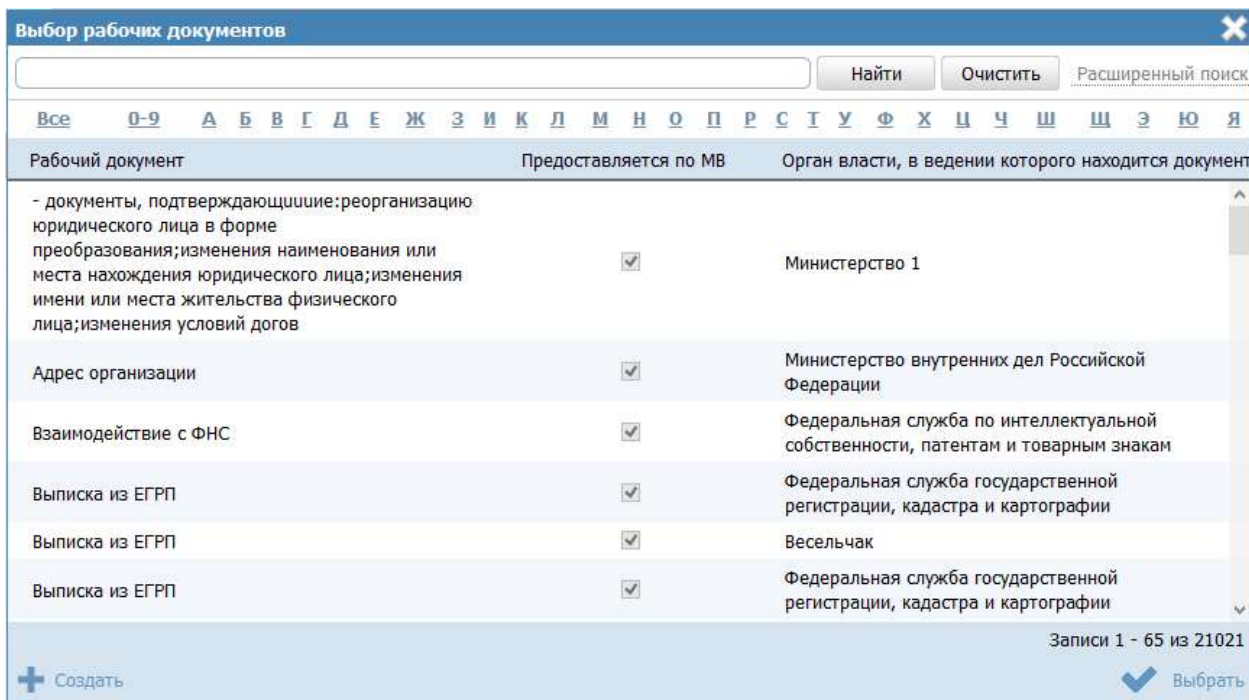 Выбор рабочих документов
Найти Очистить Расширенный поиск
Все 0-9 А Б В Г Д Е Ж З И К Л М Н О П Р С Т У Ф Х Ц Ч Ш Щ Э Ю Я
Рабочий документ Предоставляется по МВ Орган власти, в ведении которого находится документ
- документы, подтверждающиuuие:реорганизацию
юридического лица в форме
преобразования;изменения наименования или
места нахождения юридического лица;изменения
имени или места жительства физического
лица;изменения условий догов
Министерство 1
Адрес организации
Министерство внутренних дел Российской
Федерации
Взаимодействие с ФНС
Федеральная служба по интеллектуальной
собственности, патентам и товарным знакам
Выписка из ЕГРП
Федеральная служба государственной
регистрации, кадастра и картографии
Выписка из ЕГРП Весельчак
Выписка из ЕГРП
Федеральная служба государственной
регистрации, кадастра и картографии
Записи 1 - 65 из 21021
Создать Выбрать